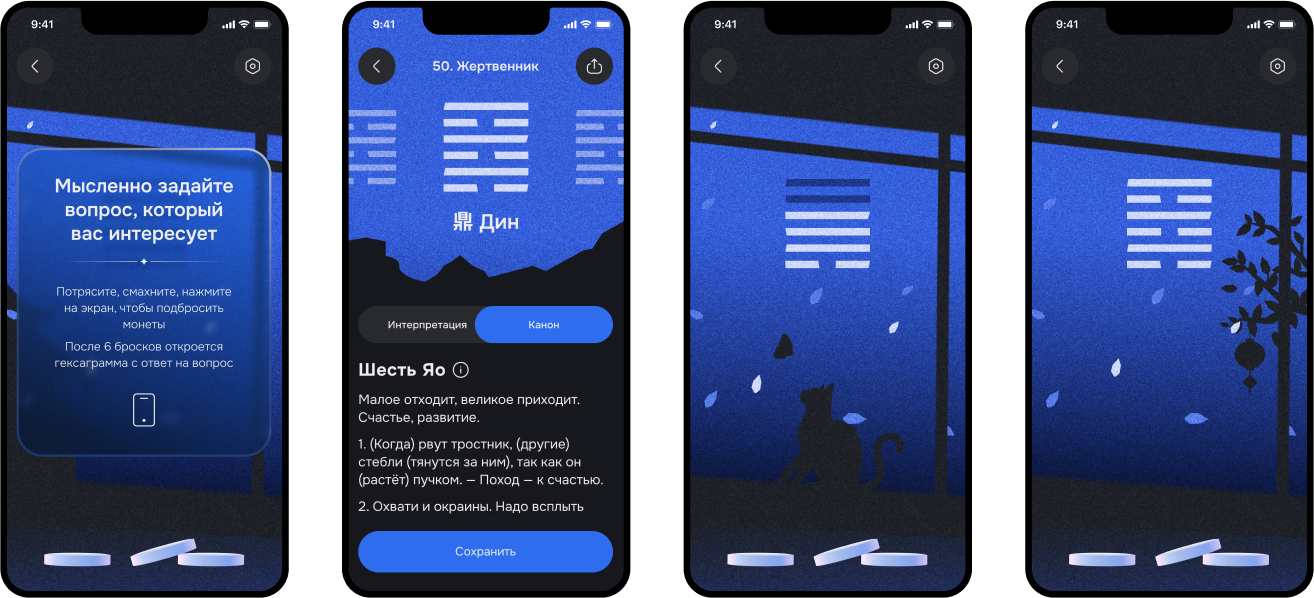 9:41
Мысленно задайте
вопрос, который
вас интересует
Потрясите, смахните, нажмите
на экран, чтобы подбросить
монеты
После 6 бросков откроется
гексаграмма с ответ на вопрос
9:41
50. Жертвенник
鼎 Дин
Интерпретация
Канон
Шесть Яо
Малое отходит, великое приходит.
Счастье, развитие.
1. (Когда) рвут тростник, (другие)
стебли (тянутся за ним), так как он
(растёт) пучком. — Поход — к счастью.
2. Охвати и окраины. Надо всплыть
Сохранить
9:41
9:41